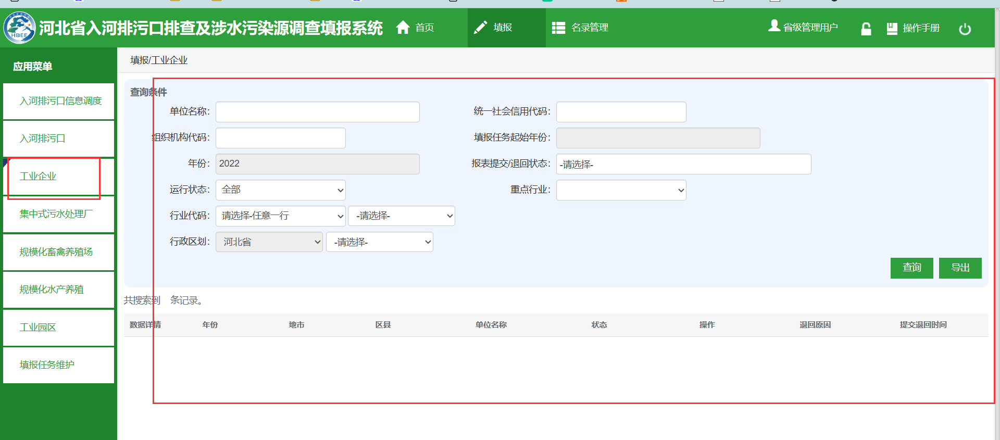 HBEE
河北省入河排污口排查及涉水污染源调查填报系统
首页
填报
名录管理
省级管理用户
操作手册
应用菜单
入河排污口信息调度
入河排污口
工业企业
集中式污水处理厂
规模化畜禽养殖场
规模化水产养殖
工业园区
填报任务维护
填报/工业企业
查询条件
单位名称：
统一社会信用代码：
组织机构代码：
填报任务起始年份：
年份： 2022
报表提交/退回状态： -请选择-
运行状态： 全部
重点行业：
行业代码： 请选择-任意一行 -请选择-
行政区划： 河北省 -请选择-
查询 导出
共搜索到 条记录。
数据详情 年份 地市 区县 单位名称 状态 操作 退回原因 提交退回时间